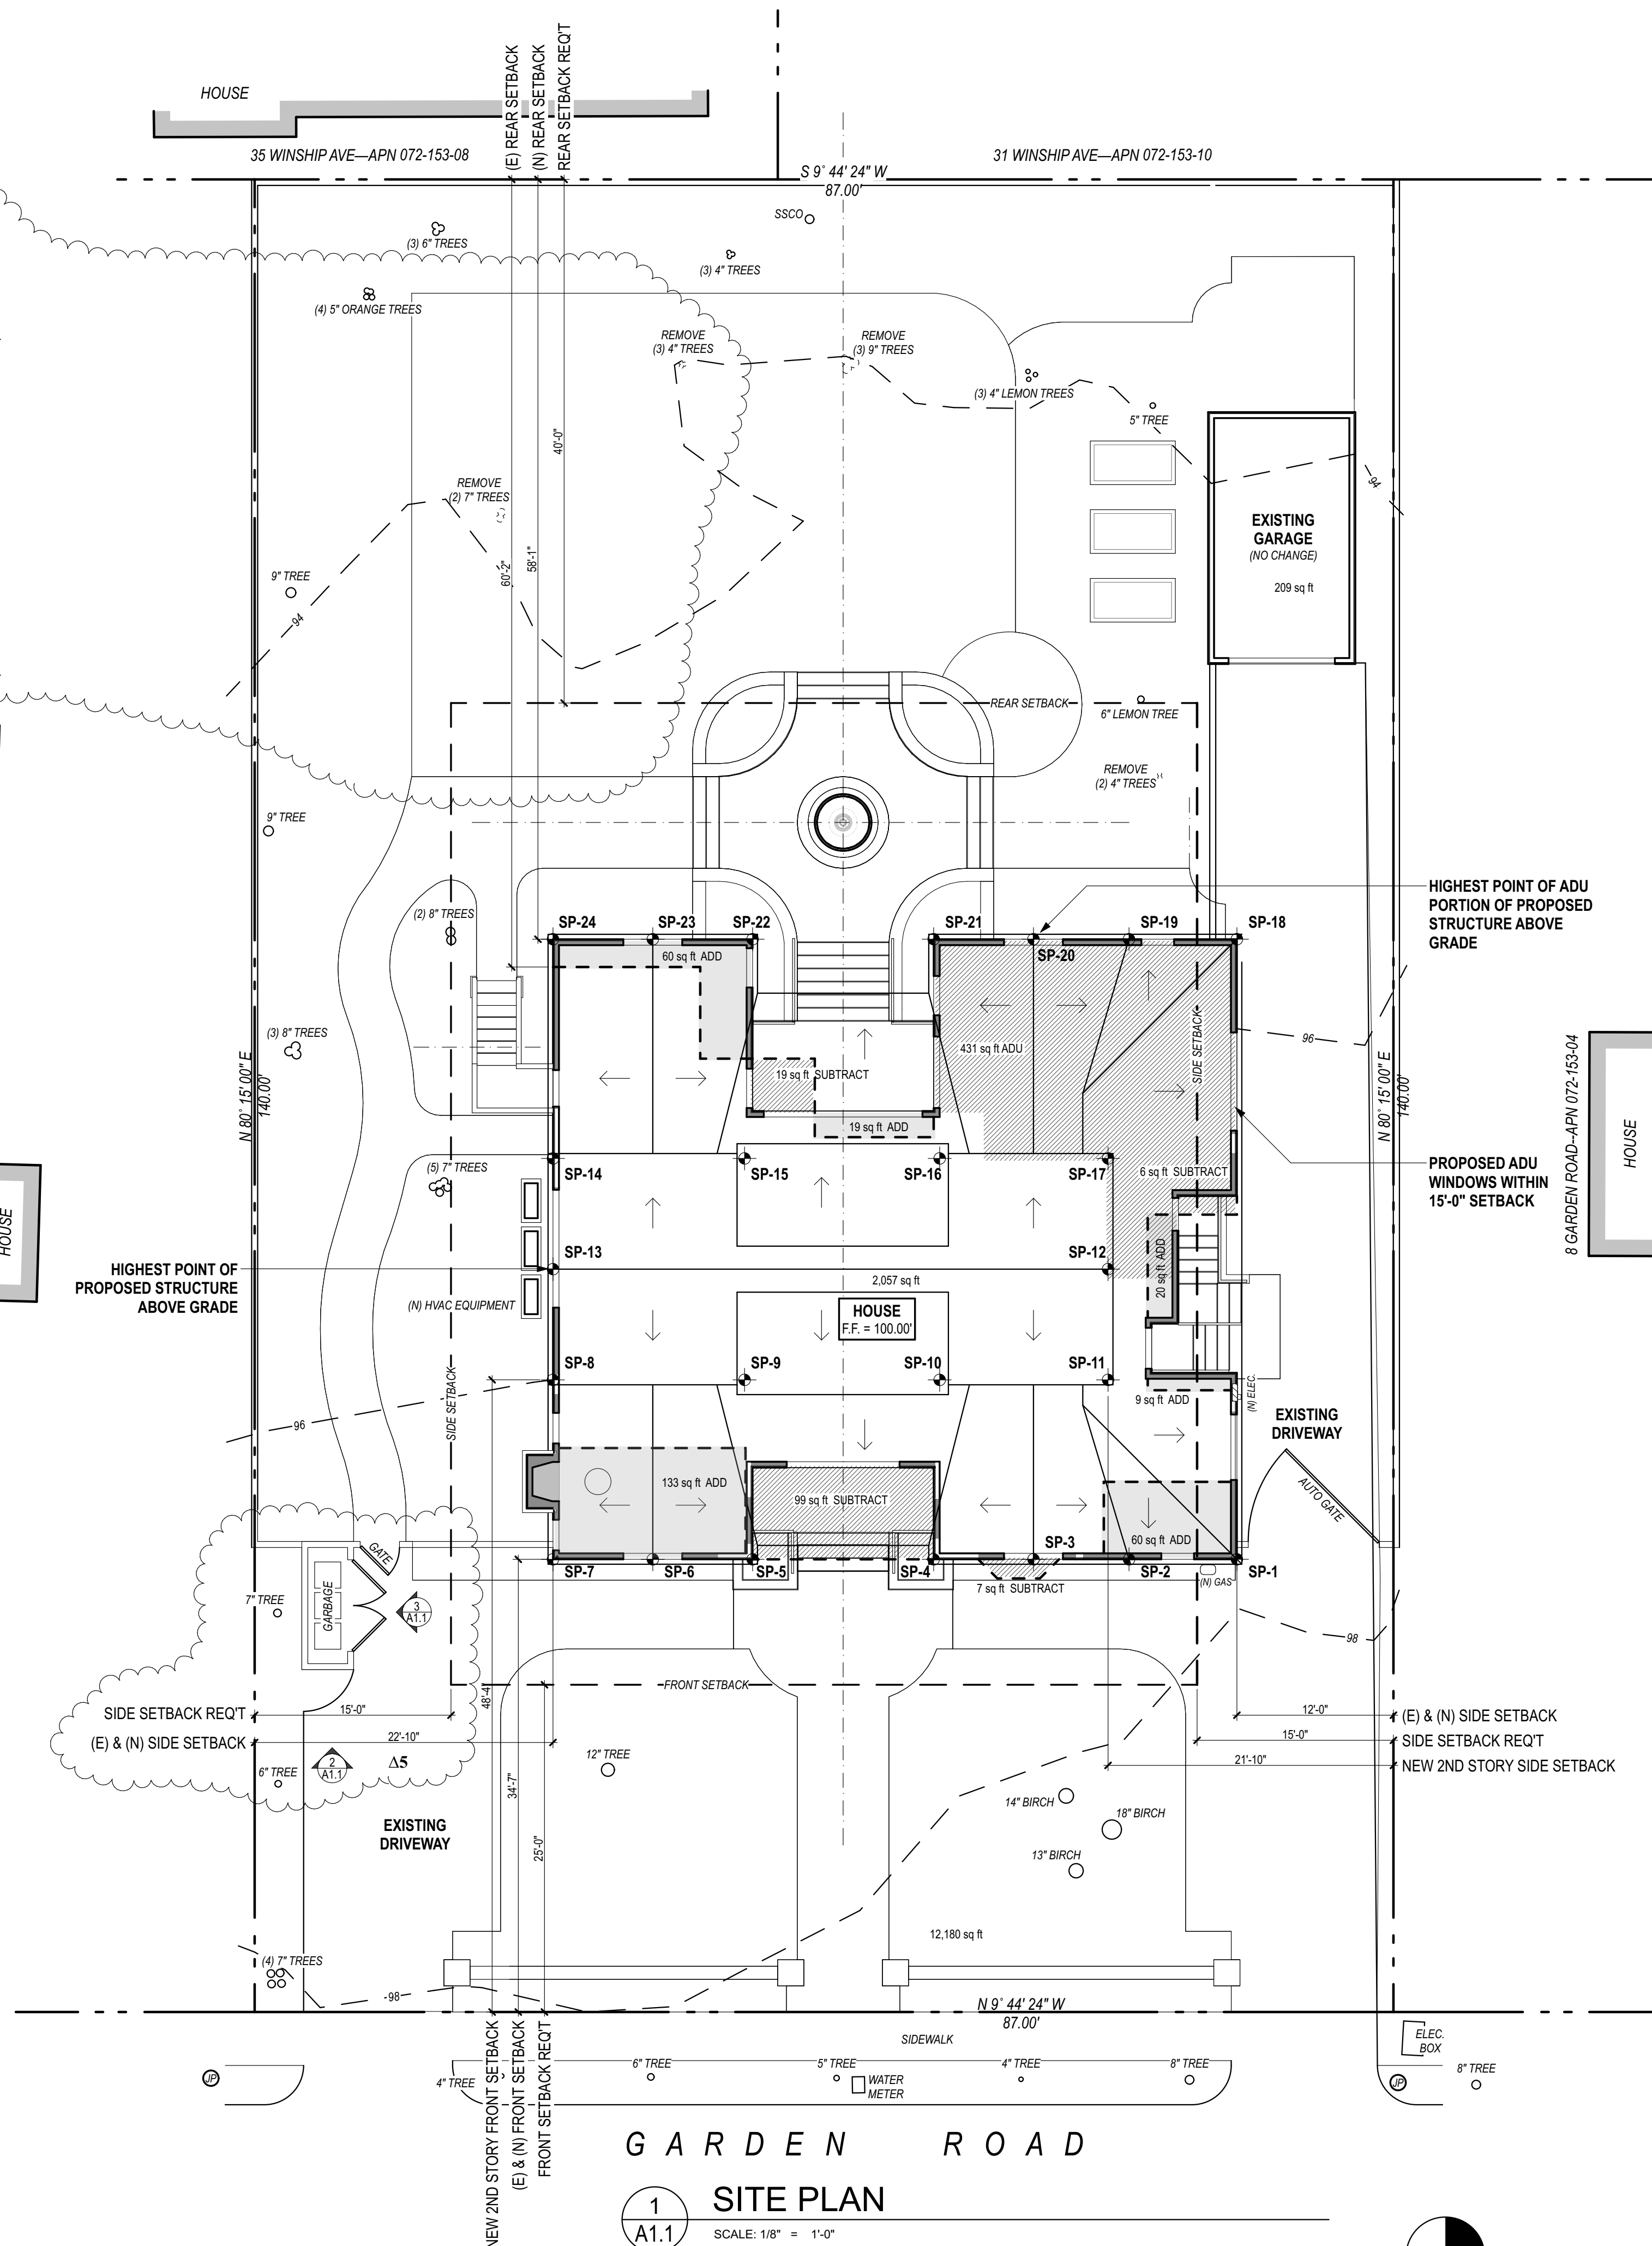 (E) REAR SETBACK
(N) REAR SETBACK
REAR SETBACK REQ'T
HOUSE
35 WINSHIP AVE—APN 072-153-08
31 WINSHIP AVE—APN 072-153-10
S 9° 44' 24" W
87.00'
SSCO
(3) 6" TREES
(3) 4" TREES
(4) 5" ORANGE TREES
REMOVE
(3) 4" TREES
REMOVE
(3) 9" TREES
(3) 4" LEMON TREES
5" TREE
40'-0"
REMOVE
(2) 7" TREES
94
EXISTING
GARAGE
(NO CHANGE)
209 sq ft
60'-2"
58'-1"
9" TREE
94
REAR SETBACK
6" LEMON TREE
REMOVE
(2) 4" TREES
9" TREE
HIGHEST POINT OF ADU
PORTION OF PROPOSED
STRUCTURE ABOVE
GRADE
(2) 8" TREES
SP-24
SP-23
SP-22
SP-21
SP-19
SP-18
SP-20
60 sq ft ADD
(3) 8" TREES
431 sq ft ADU
SIDE SETBACK
96
19 sq ft SUBTRACT
19 sq ft ADD
N 80° 15' 00" E
140.00'
N 80° 15' 00" E
140.00'
8 GARDEN ROAD--APN 072-153-04
HOUSE
HOUSE
(5) 7" TREES
SP-14
SP-15
SP-16
SP-17
6 sq ft SUBTRACT
PROPOSED ADU
WINDOWS WITHIN
15'-0" SETBACK
SP-13
SP-12
20 sq ft ADD
HIGHEST POINT OF
PROPOSED STRUCTURE
ABOVE GRADE
2,057 sq ft
(N) HVAC EQUIPMENT
HOUSE
F.F. = 100.00'
SP-8
SP-9
SP-10
SP-11
9 sq ft ADD
(N) ELEC.
SIDE SETBACK
96
EXISTING
DRIVEWAY
133 sq ft ADD
99 sq ft SUBTRACT
AUTO GATE
60 sq ft ADD
GATE
SP-7
SP-6
SP-5
SP-4
SP-3
SP-2
SP-1
7 sq ft SUBTRACT
(N) GAS
GARBAGE
7" TREE
3
A1.1
98
FRONT SETBACK
48'-4"
SIDE SETBACK REQ'T
15'-0"
12'-0"
(E) & (N) SIDE SETBACK
(E) & (N) SIDE SETBACK
22'-10"
15'-0"
SIDE SETBACK REQ'T
21'-10"
NEW 2ND STORY SIDE SETBACK
6" TREE
2
A1.1
Δ5
12" TREE
34'-7"
14" BIRCH
18" BIRCH
13" BIRCH
EXISTING
DRIVEWAY
25'-0"
12,180 sq ft
(4) 7" TREES
98
N 9° 44' 24" W
87.00'
SIDEWALK
ELEC.
BOX
JP
4" TREE
6" TREE
5" TREE
WATER
METER
4" TREE
8" TREE
JP
8" TREE
NEW 2ND STORY FRONT SETBACK
(E) & (N) FRONT SETBACK
FRONT SETBACK REQ'T
GARDEN ROAD
1
A1.1
SITE PLAN
SCALE: 1/8" = 1'-0"